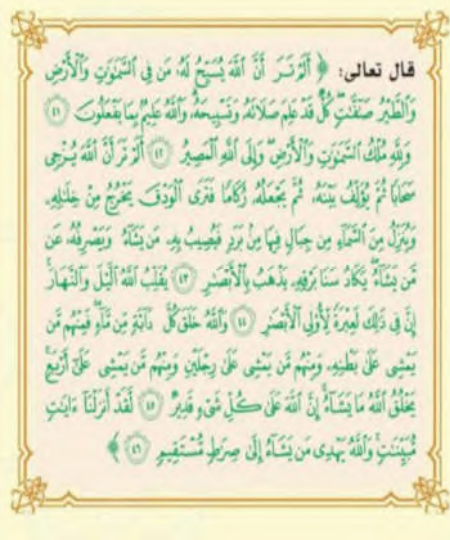 قال تعالى: ﴿ أَلَمْ تَرَ أَنَّ ٱللَّهَ يُسَبِّحُ لَهُۥ مَن فِى ٱلسَّمَٰوَٰتِ وَٱلْأَرْضِ
وَٱلطَّيْرُ صَٰٓفَّٰتٍ ۖ كُلٌّ قَدْ عَلِمَ صَلَاتَهُۥ وَتَسْبِيحَهُۥ ۗ وَٱللَّهُ عَلِيمٌۢ بِمَا يَفْعَلُونَ ٤١
وَلِلَّهِ مُلْكُ ٱلسَّمَٰوَٰتِ وَٱلْأَرْضِ ۖ وَإِلَى ٱللَّهِ ٱلْمَصِيرُ ٤٢ أَلَمْ تَرَ أَنَّ ٱللَّهَ يُزْجِى
سَحَابًا ثُمَّ يُؤَلِّفُ بَيْنَهُۥ ثُمَّ يَجْعَلُهُۥ رُكَامًا فَتَرَى ٱلْوَدْقَ يَخْرُجُ مِنْ خِلَٰلِهِۦ
وَيُنَزِّلُ مِنَ ٱلسَّمَآءِ مِن جِبَالٍ فِيهَا مِنۢ بَرَدٍ فَيُصِيبُ بِهِۦ مَن يَشَآءُ وَيَصْرِفُهُۥ عَن
مَّن يَشَآءُ ۖ يَكَادُ سَنَا بَرْقِهِۦ يَذْهَبُ بِٱلْأَبْصَٰرِ ٤٣ يُقَلِّبُ ٱللَّهُ ٱلَّيْلَ وَٱلنَّهَارَ ۚ
إِنَّ فِى ذَٰلِكَ لَعِبْرَةً لِّأُو۟لِى ٱلْأَبْصَٰرِ ٤٤ وَٱللَّهُ خَلَقَ كُلَّ دَآبَّةٍ مِّن مَّآءٍ ۖ فَمِنْهُم مَّن
يَمْشِى عَلَىٰ بَطْنِهِۦ وَمِنْهُم مَّن يَمْشِى عَلَىٰ رِجْلَيْنِ وَمِنْهُم مَّن يَمْشِى عَلَىٰٓ أَرْبَعٍ ۚ
يَخْلُقُ ٱللَّهُ مَا يَشَآءُ ۚ إِنَّ ٱللَّهَ عَلَىٰ كُلِّ شَىْءٍ قَدِيرٌ ٤٥ لَّقَدْ أَنزَلْنَآ ءَايَٰتٍ
مُّبَيِّنَٰتٍ ۚ وَٱللَّهُ يَهْدِى مَن يَشَآءُ إِلَىٰ صِرَٰطٍ مُّسْتَقِيمٍ ٤٦ ﴾